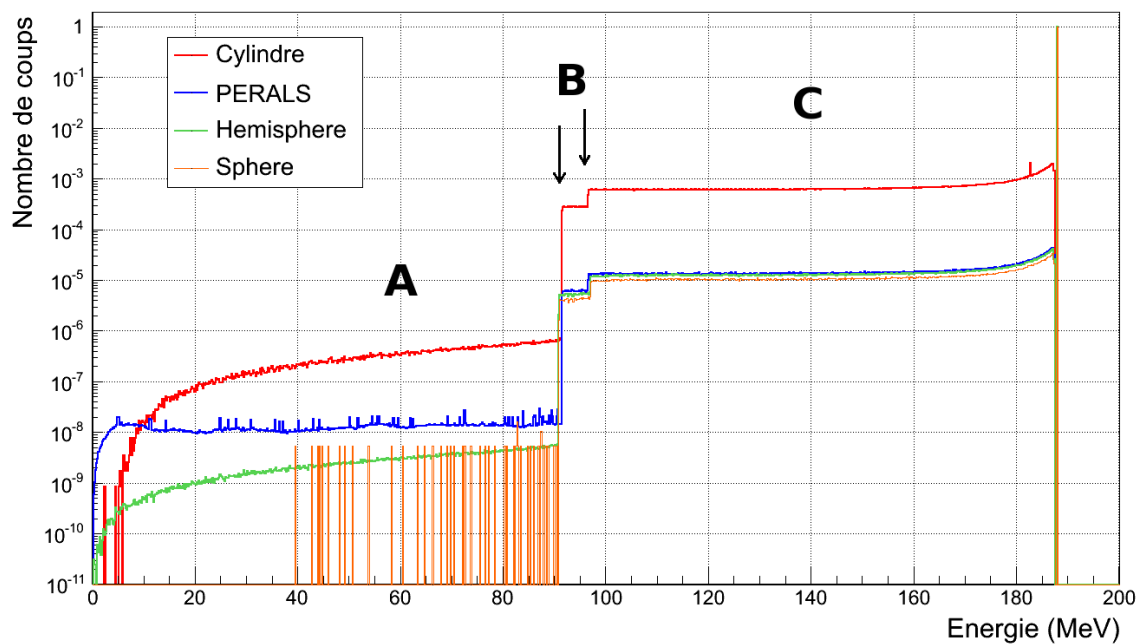 Nombre de coups
1
10^-1
10^-2
10^-3
10^-4
10^-5
10^-6
10^-7
10^-8
10^-9
10^-10
10^-11
Cylindre
PERALS
Hemisphere
Sphere
A
B
C
0 20 40 60 80 100 120 140 160 180 200
Energie (MeV)